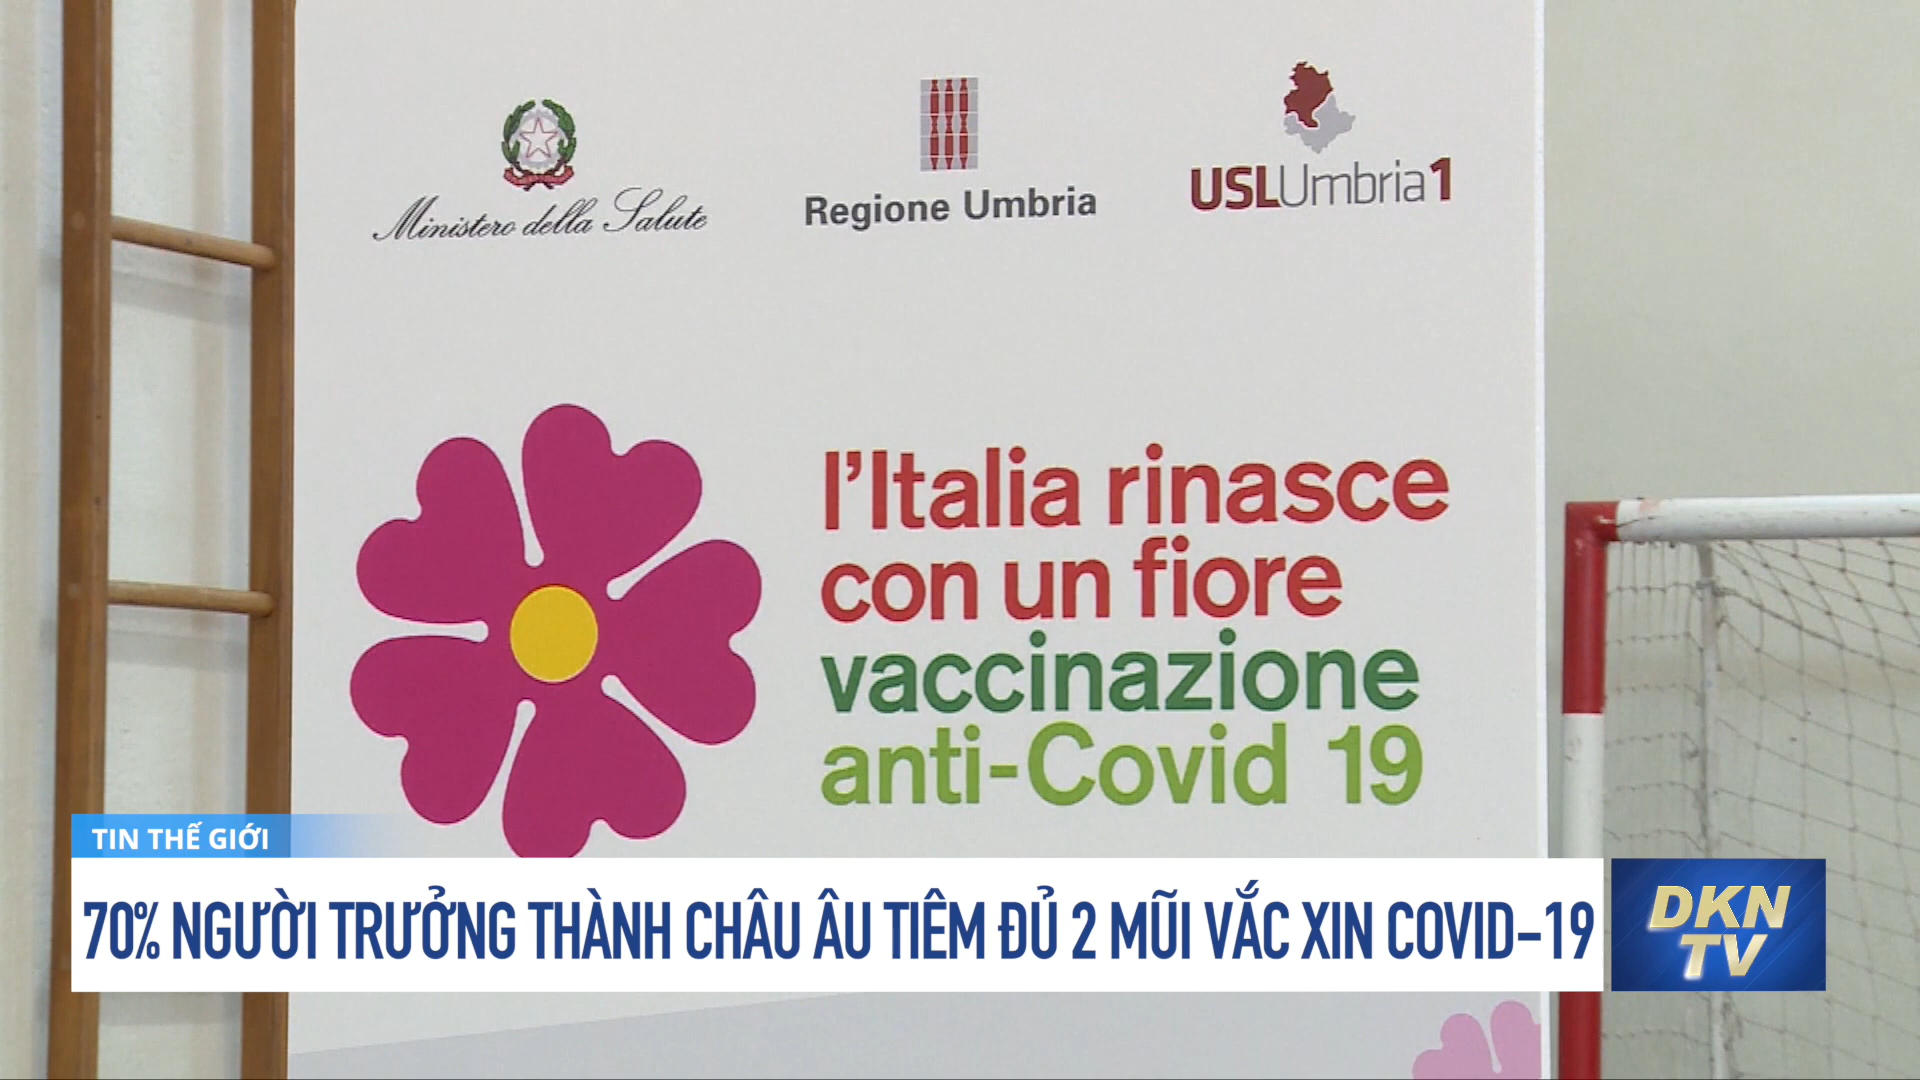 Ministero della Salute
Regione Umbria
USLUmbria1
l'Italia rinasce
con un fiore
vaccinazione
anti-Covid 19
TIN THẾ GIỚI
70% NGƯỜI TRƯỞNG THÀNH CHÂU ÂU TIÊM ĐỦ 2 MŨI VẮC XIN COVID-19
DKN
TV